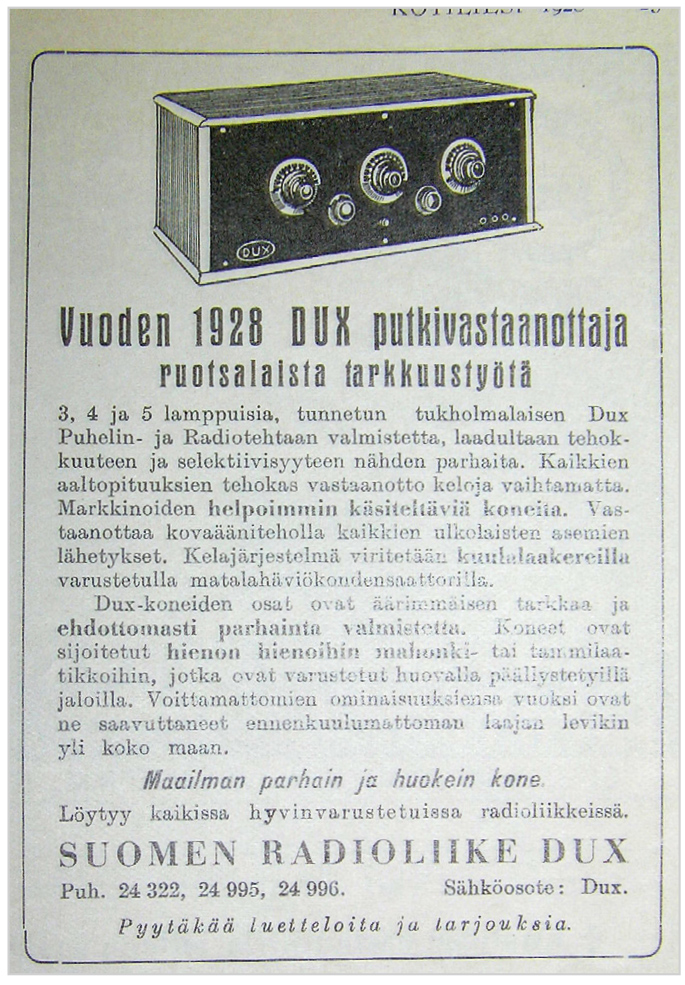 KOTILIESI 1928
DUX
Vuoden 1928 DUX putkivastaanottaja
ruotsalaista tarkkuustyötä
3, 4 ja 5 lamppuisia, tunnetun tukholmalaisen Dux
Puhelin- ja Radiotehtaan valmistetta, laadultaan tehok-
kuuteen ja selektiivisyyteen nähden parhaita. Kaikkien
aaltopituuksien tehokas vastaanotto keloja vaihtamatta.
Markkinoiden helpoimmin käsiteltäviä koneita. Vas-
taanottaa kovaääniteholla kaikkien ulkolaisten asemien
lähetykset. Kelajärjestelmä viritetään kuulalaakereilla
varustetulla matalahäviökondensaattorilla.
Dux-koneiden osat ovat äärimmäisen tarkkaa ja
ehdottomasti parhainta valmistetta. Koneet ovat
sijoitetut hienon hienoihin mahonki- tai tammilaa-
tikkoihin, jotka ovat varustetut huovalla päällystetyillä
jaloilla. Voittamattomien ominaisuuksiensa vuoksi ovat
ne saavuttaneet ennenkuulumattoman laajan levikin
yli koko maan.
Maailman parhain ja huokein kone.
Löytyy kaikissa hyvinvarustetuissa radioliikkeissä.
SUOMEN RADIOLIIKE DUX
Puh. 24 322, 24 995, 24 996. Sähköosote: Dux.
Pyytäkää luetteloita ja tarjouksia.